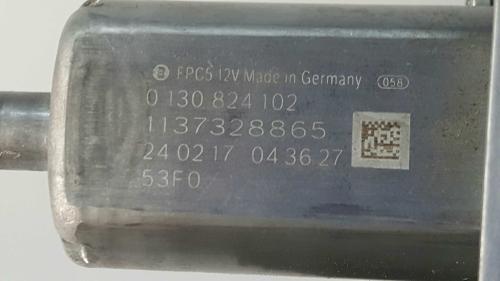 FPC5 12V Made in Germany 058
0 130 824 102
1137328865
24 02 17 04 36 27
53F0